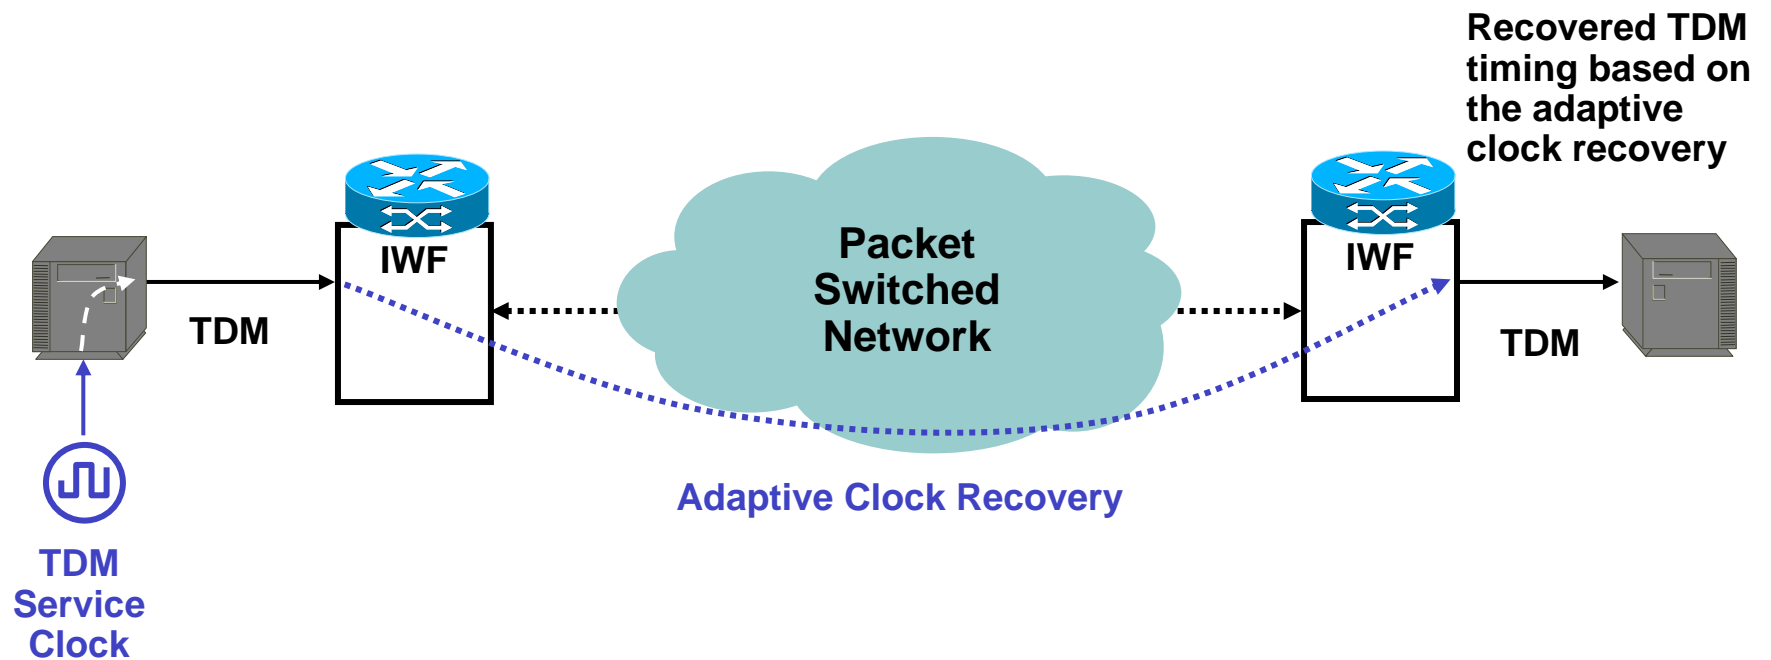 Recovered TDM
timing based on
the adaptive
clock recovery
IWF
Packet
Switched
Network
IWF
TDM
TDM
Adaptive Clock Recovery
TDM
Service
Clock